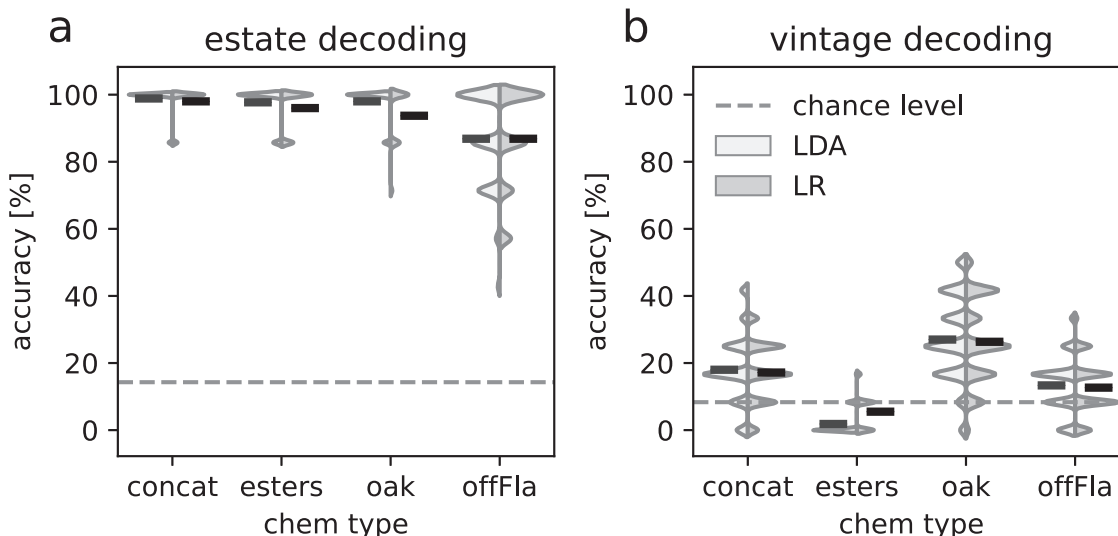 a
estate decoding
accuracy [%]
100
80
60
40
20
0
concat esters oak offFla
chem type
b
vintage decoding
accuracy [%]
100
80
60
40
20
0
chance level
LDA
LR
concat esters oak offFla
chem type